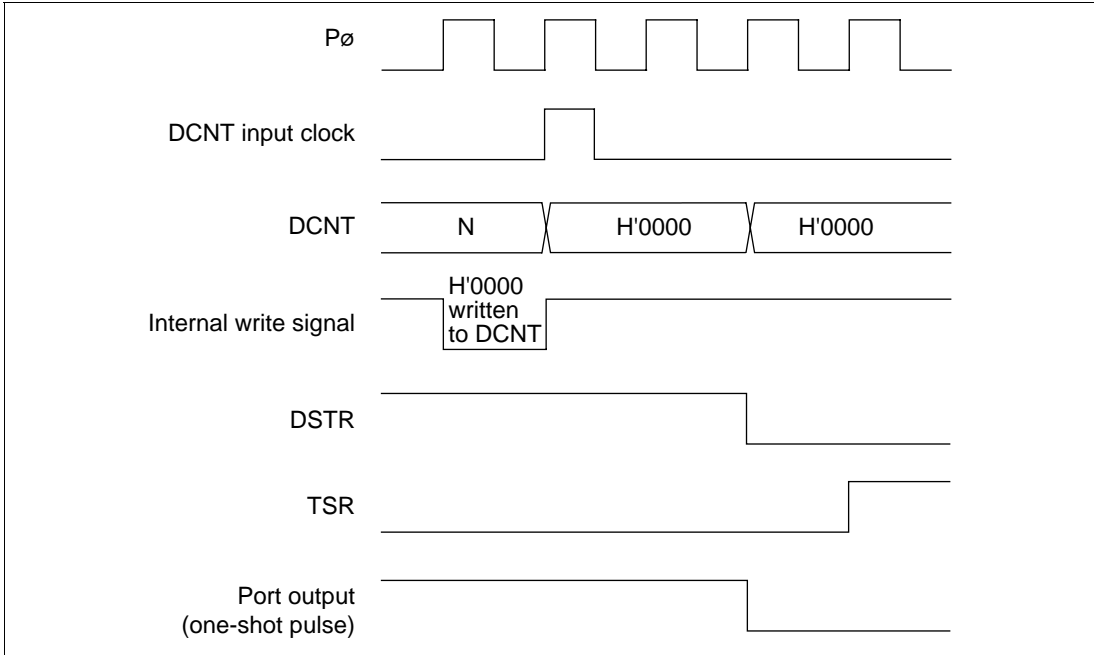 Pø
DCNT input clock
DCNT
N
H'0000
H'0000
Internal write signal
H'0000
written
to DCNT
DSTR
TSR
Port output
(one-shot pulse)